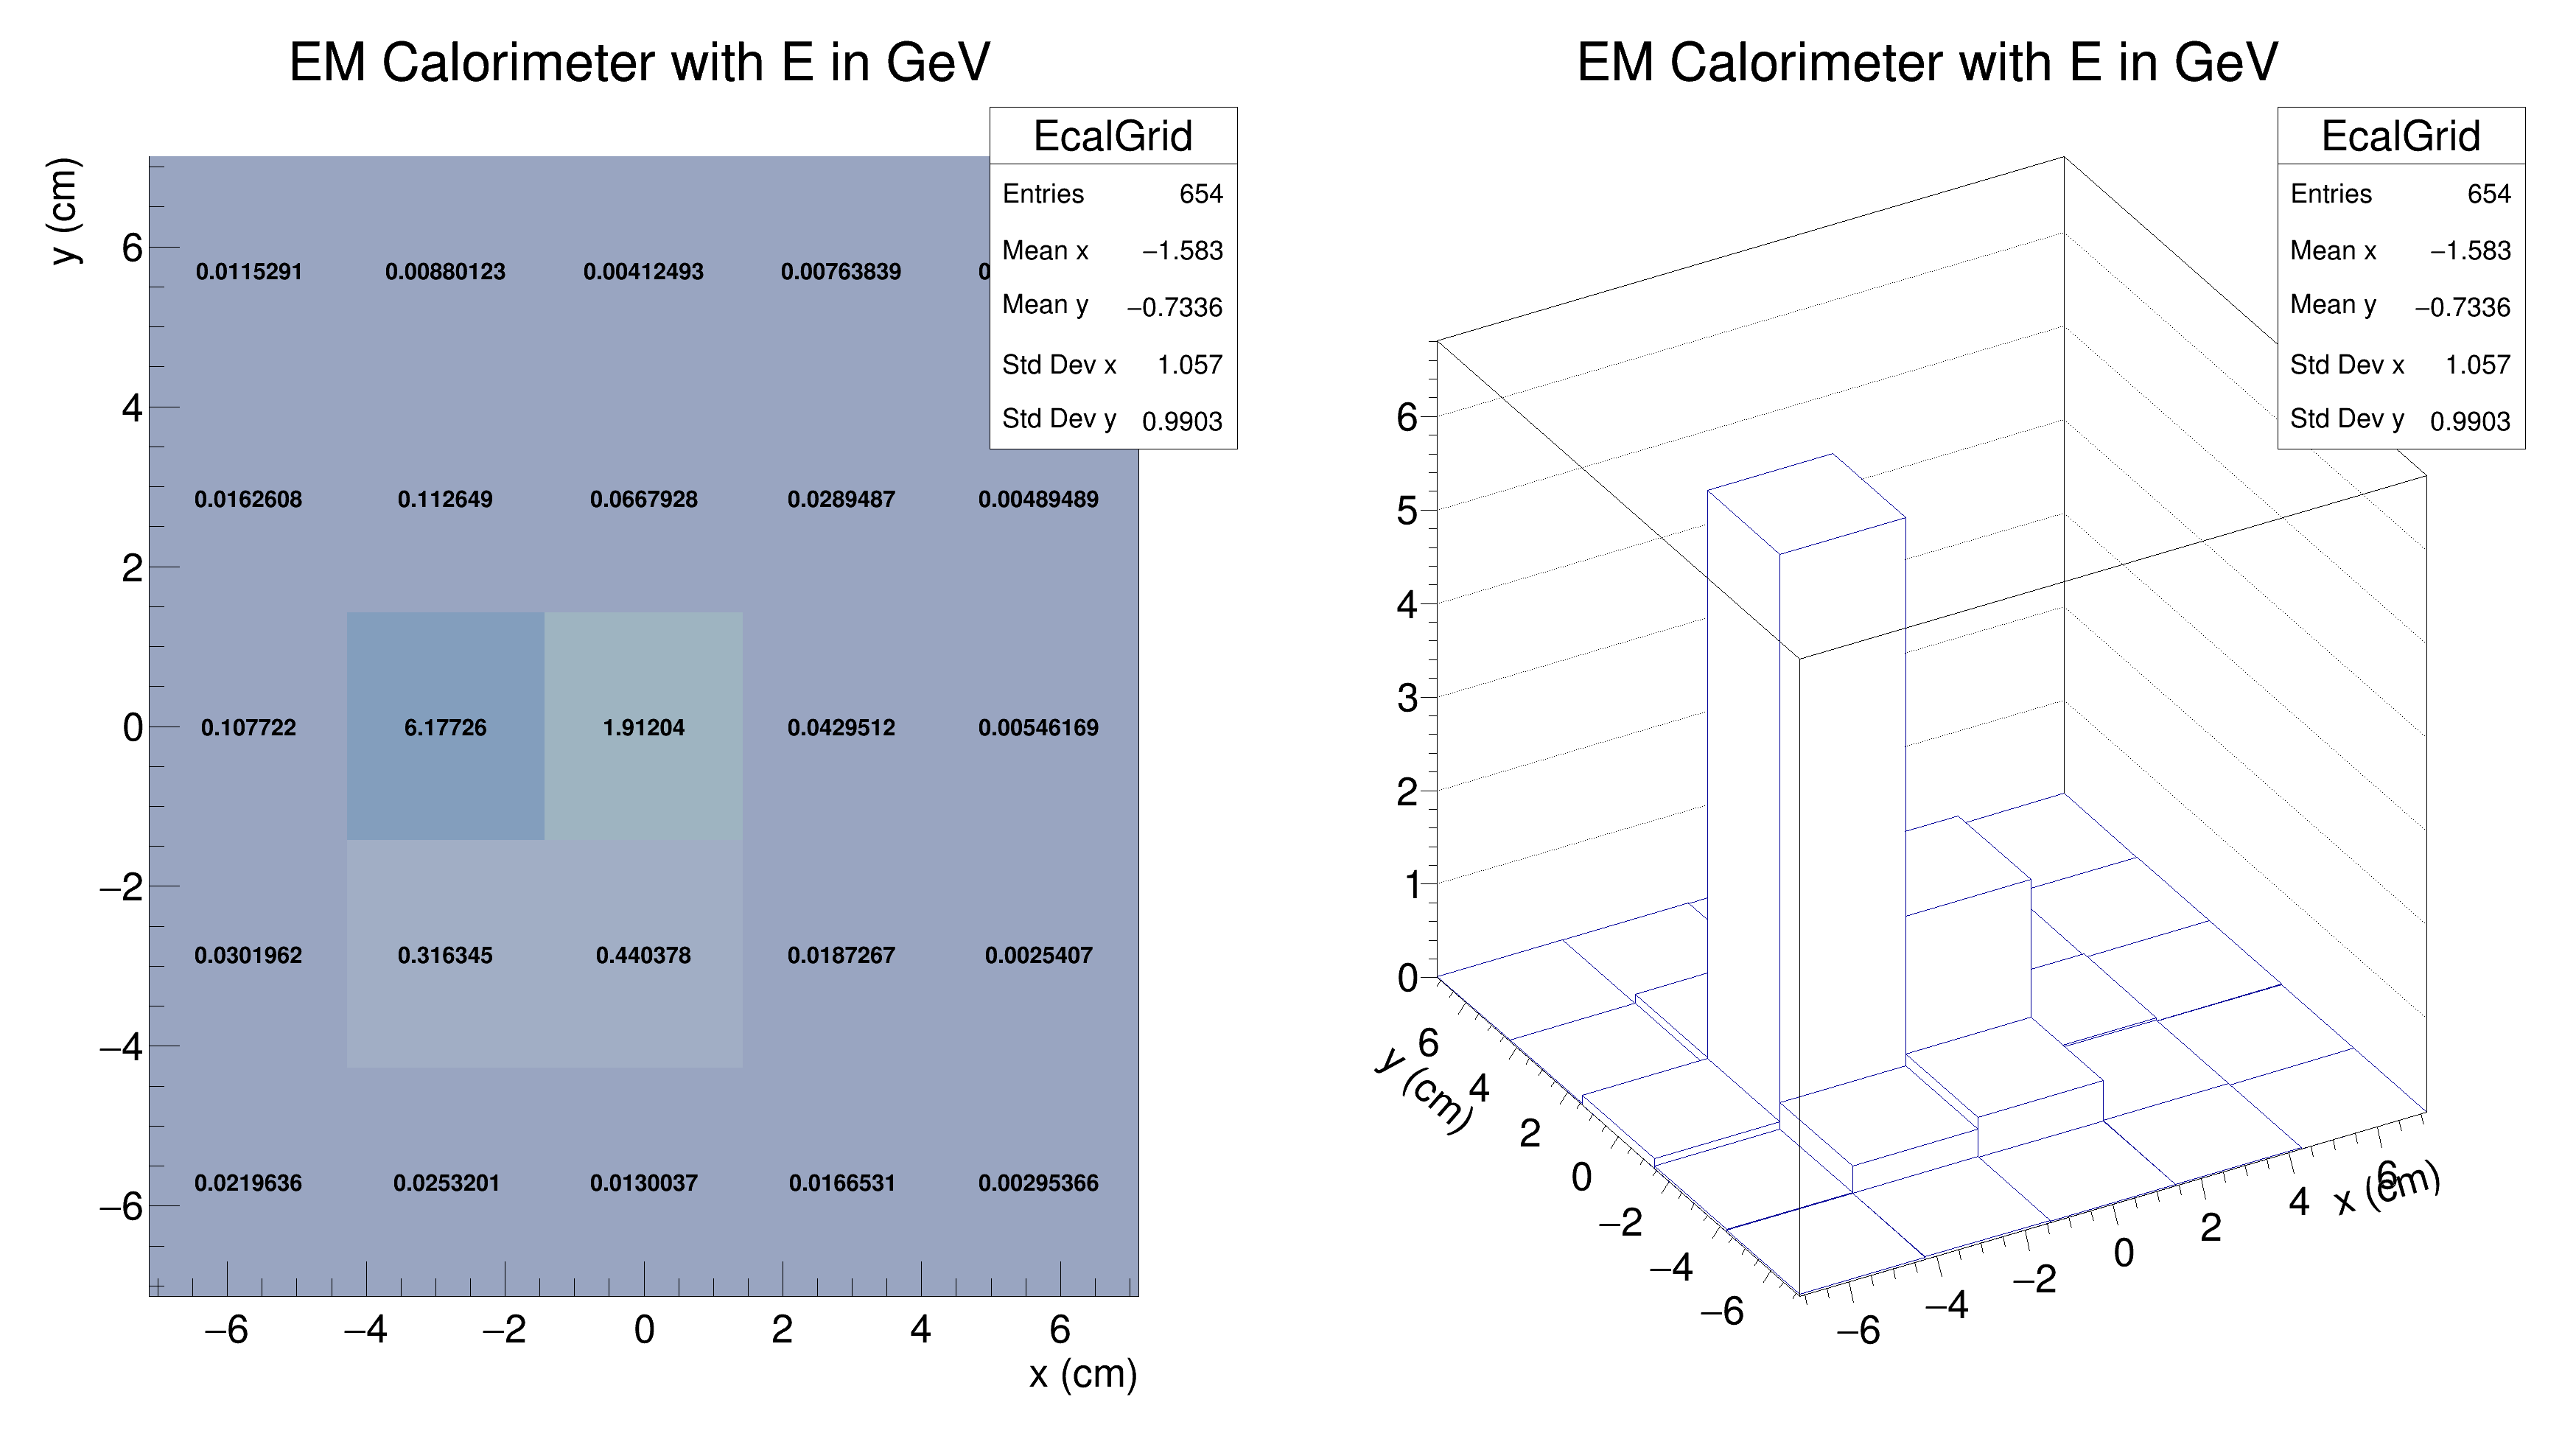 EM Calorimeter with E in GeV
EcalGrid
Entries 654
Mean x −1.583
Mean y −0.7336
Std Dev x 1.057
Std Dev y 0.9903
y (cm)
6
4
2
0
−2
−4
−6
0.0115291 0.00880123 0.00412493 0.00763839
0.0162608 0.112649 0.0667928 0.0289487 0.00489489
0.107722 6.17726 1.91204 0.0429512 0.00546169
0.0301962 0.316345 0.440378 0.0187267 0.0025407
0.0219636 0.0253201 0.0130037 0.0166531 0.00295366
−6 −4 −2 0 2 4 6
x (cm)
EM Calorimeter with E in GeV
EcalGrid
Entries 654
Mean x −1.583
Mean y −0.7336
Std Dev x 1.057
Std Dev y 0.9903
6
5
4
3
2
1
0
y (cm)
6
4
2
0
−2
−4
−6
−6 −4 −2 0 2 4 6
x (cm)